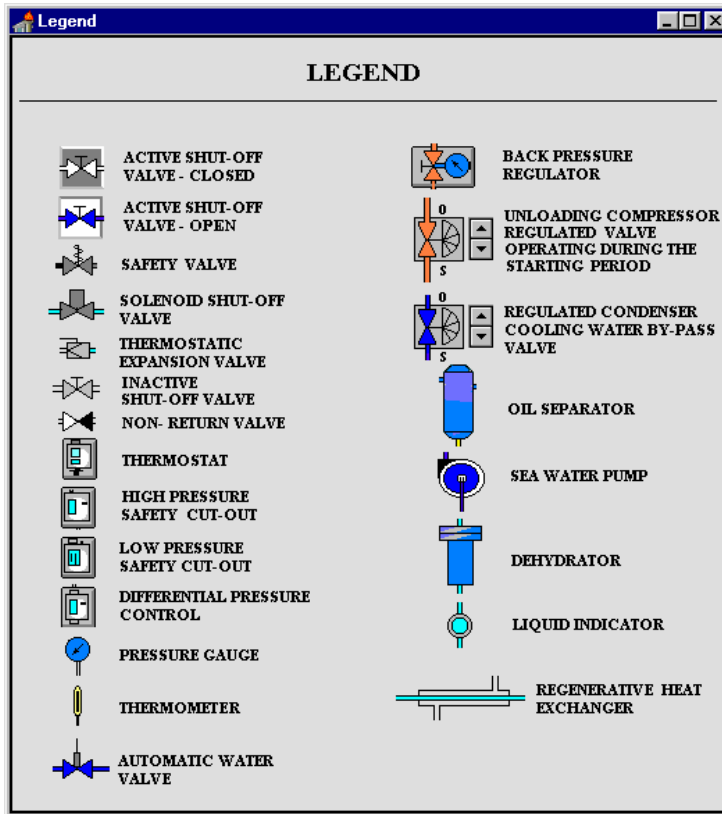 Legend
LEGEND
ACTIVE SHUT-OFF
VALVE - CLOSED
ACTIVE SHUT-OFF
VALVE - OPEN
SAFETY VALVE
SOLENOID SHUT-OFF
VALVE
THERMOSTATIC
EXPANSION VALVE
INACTIVE
SHUT-OFF VALVE
NON- RETURN VALVE
THERMOSTAT
HIGH PRESSURE
SAFETY CUT-OUT
LOW PRESSURE
SAFETY CUT-OUT
DIFFERENTIAL PRESSURE
CONTROL
PRESSURE GAUGE
THERMOMETER
AUTOMATIC WATER
VALVE
BACK PRESSURE
REGULATOR
O
S
UNLOADING COMPRESSOR
REGULATED VALVE
OPERATING DURING THE
STARTING PERIOD
O
S
REGULATED CONDENSER
COOLING WATER BY-PASS
VALVE
OIL SEPARATOR
SEA WATER PUMP
DEHYDRATOR
LIQUID INDICATOR
REGENERATIVE HEAT
EXCHANGER